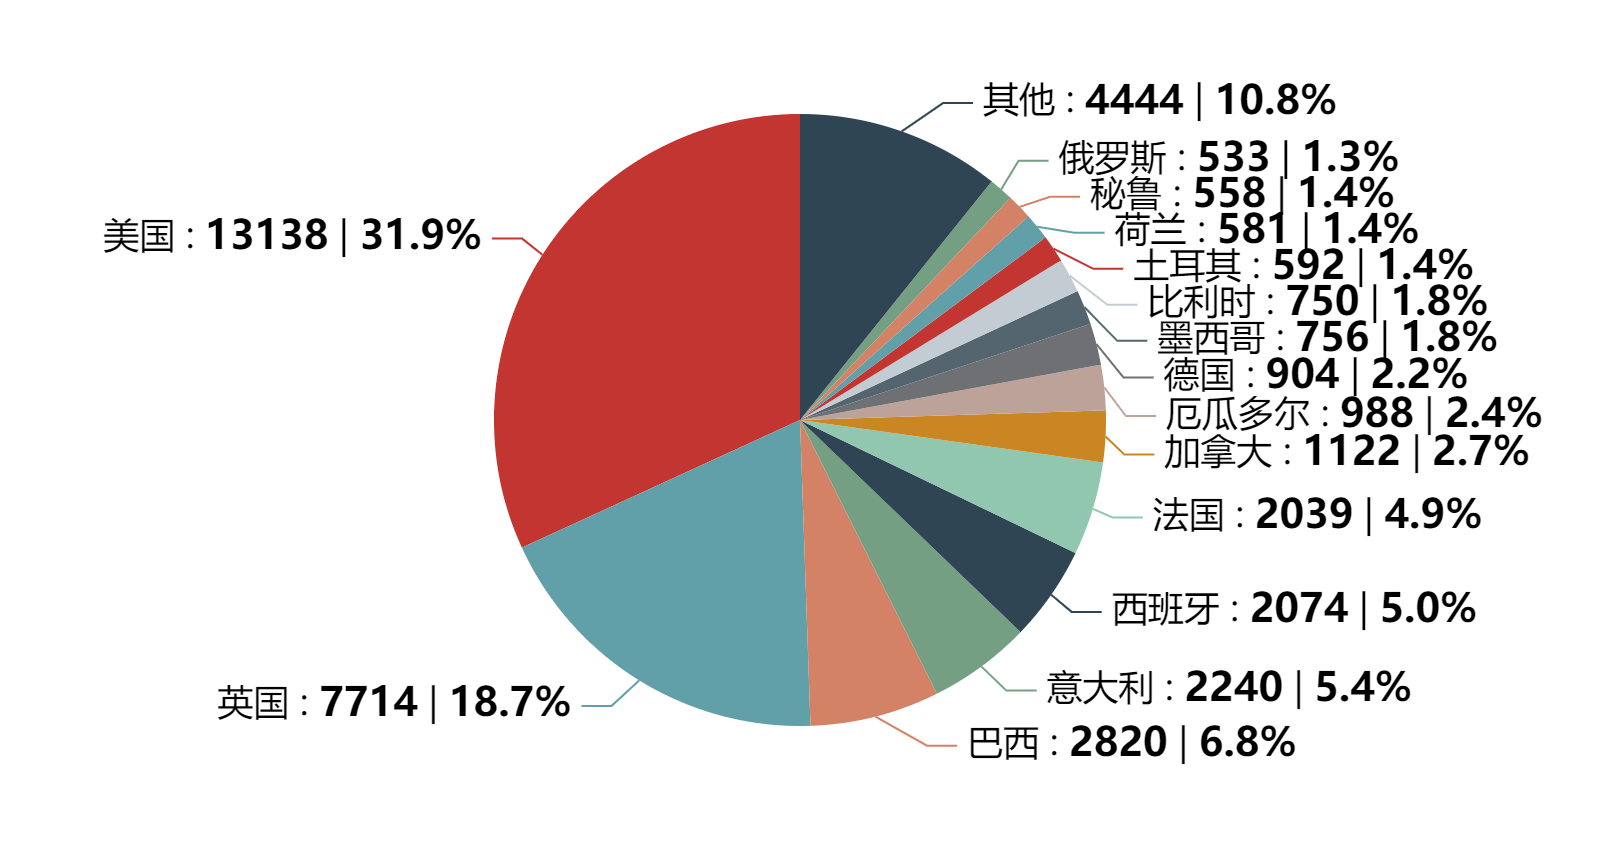 其他 : 4444 | 10.8%
俄罗斯 : 533 | 1.3%
秘鲁 : 558 | 1.4%
荷兰 : 581 | 1.4%
美国 : 13138 | 31.9%
土耳其 : 592 | 1.4%
比利时 : 750 | 1.8%
墨西哥 : 756 | 1.8%
德国 : 904 | 2.2%
厄瓜多尔 : 988 | 2.4%
加拿大 : 1122 | 2.7%
法国 : 2039 | 4.9%
西班牙 : 2074 | 5.0%
意大利 : 2240 | 5.4%
英国 : 7714 | 18.7%
巴西 : 2820 | 6.8%